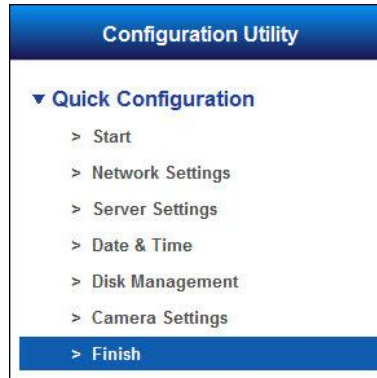 Configuration Utility
▼ Quick Configuration
> Start
> Network Settings
> Server Settings
> Date & Time
> Disk Management
> Camera Settings
> Finish